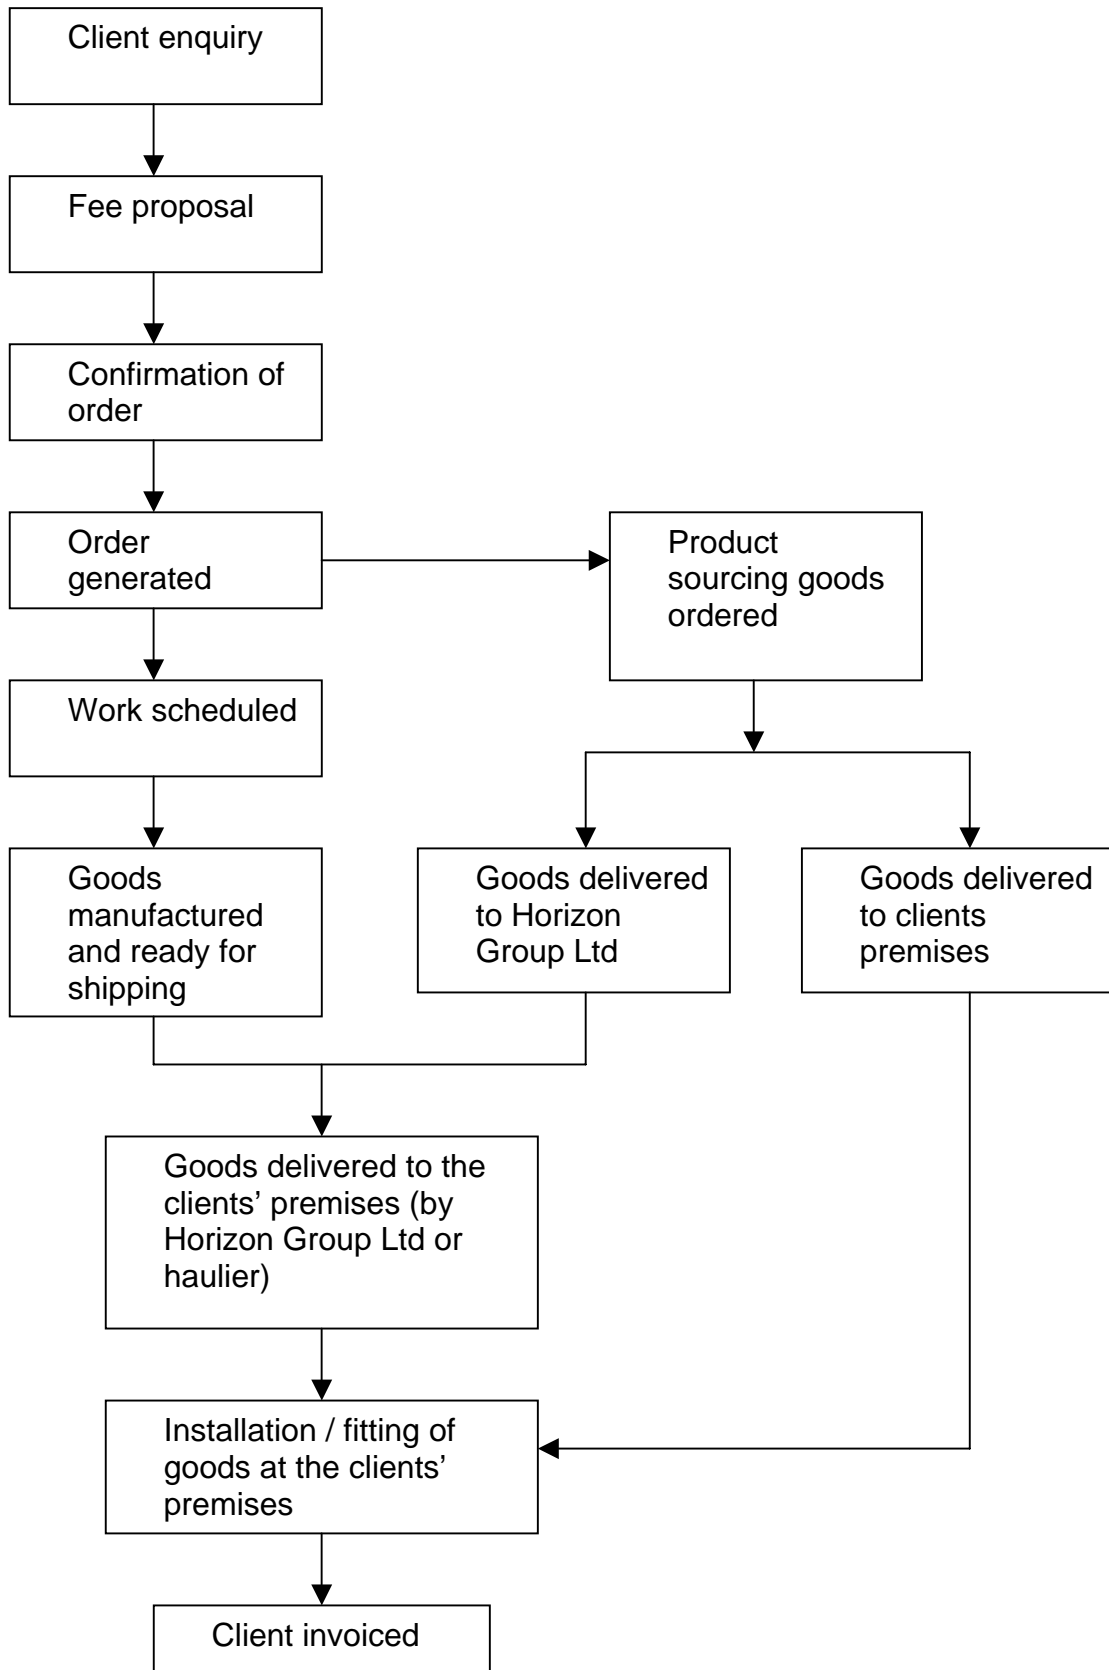 Client enquiry
Fee proposal
Confirmation of
order
Order
generated
Product
sourcing goods
ordered
Work scheduled
Goods
manufactured
and ready for
shipping
Goods delivered
to Horizon
Group Ltd
Goods delivered
to clients
premises
Goods delivered to the
clients’ premises (by
Horizon Group Ltd or
haulier)
Installation / fitting of
goods at the clients’
premises
Client invoiced